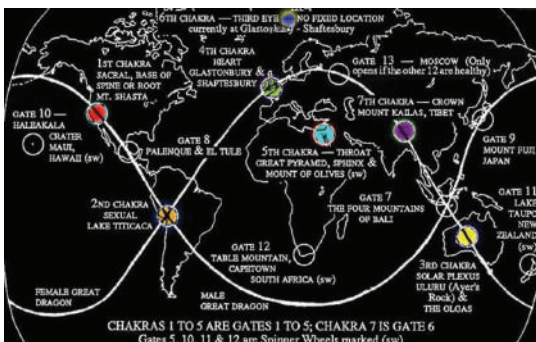 6TH CHAKRA — THIRD EYE NO FIXED LOCATION
currently at Glastonbury - Shaftesbury
1ST CHAKRA
SACRAL, BASE OF
SPINE OR ROOT
MT. SHASTA
4TH CHAKRA
HEART
GLASTONBURY &
SHAFTESBURY
GATE 13 — MOSCOW (Only
opens if the other 12 are healthy)
7TH CHAKRA — CROWN
MOUNT KAILAS, TIBET
GATE 10 —
HALEAKALA
CRATER
MAUI,
HAWAII (sw)
GATE 8
PALENQUE & EL TULE
5TH CHAKRA — THROAT
GREAT PYRAMID, SPHINX &
MOUNT OF OLIVES (sw)
GATE 9
MOUNT FUJI
JAPAN
2ND CHAKRA
SEXUAL
LAKE TITICACA
GATE 7
THE FOUR MOUNTAINS
OF BALI
GATE 11
LAKE
TAUPO
NEW
ZEALAND
(sw)
GATE 12
TABLE MOUNTAIN,
CAPETOWN
SOUTH AFRICA (sw)
3RD CHAKRA
SOLAR PLEXUS
ULURU (Ayer's
Rock) & THE OLGAS
FEMALE GREAT
DRAGON
MALE
GREAT DRAGON
CHAKRAS 1 TO 5 ARE GATES 1 TO 5; CHAKRA 7 IS GATE 6
Gates 5, 10, 11 & 12 are Spinner Wheels marked (sw)